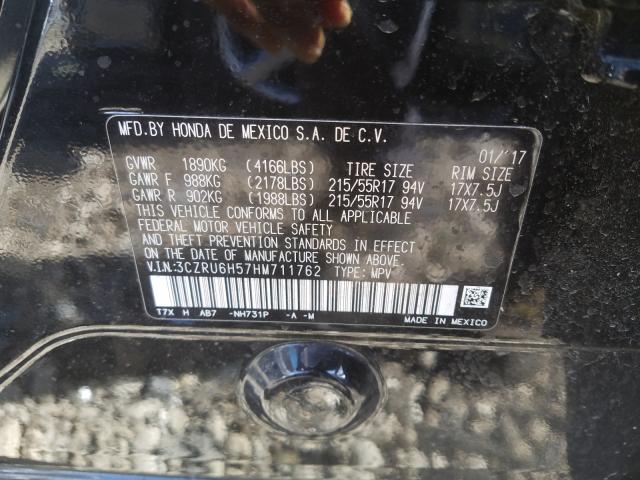 MFD.BY HONDA DE MEXICO S.A. DE C.V.
01/'17
GVWR 1890KG (4166LBS) TIRE SIZE RIM SIZE
GAWR F 988KG (2178LBS) 215/55R17 94V 17X7.5J
GAWR R 902KG (1988LBS) 215/55R17 94V 17X7.5J
THIS VEHICLE CONFORMS TO ALL APPLICABLE
FEDERAL MOTOR VEHICLE SAFETY
AND THEFT PREVENTION STANDARDS IN EFFECT
ON THE DATE OF MANUFACTURE SHOWN ABOVE.
V.I.N:3CZRU6H57HM711762 TYPE: MPV
T7X H AB7 -NH731P -A -M MADE IN MEXICO